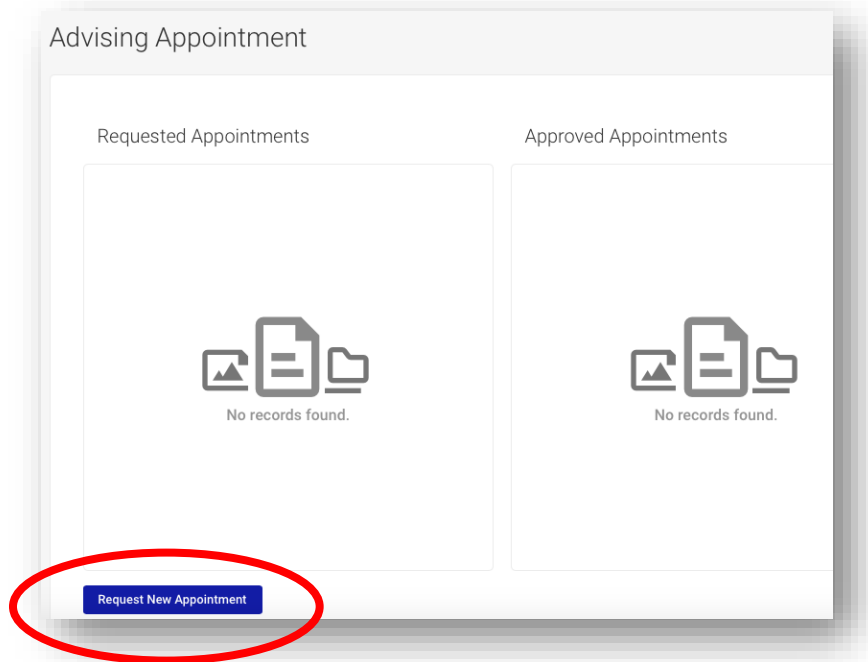 Advising Appointment
Requested Appointments
Approved Appointments
No records found.
No records found.
Request New Appointment